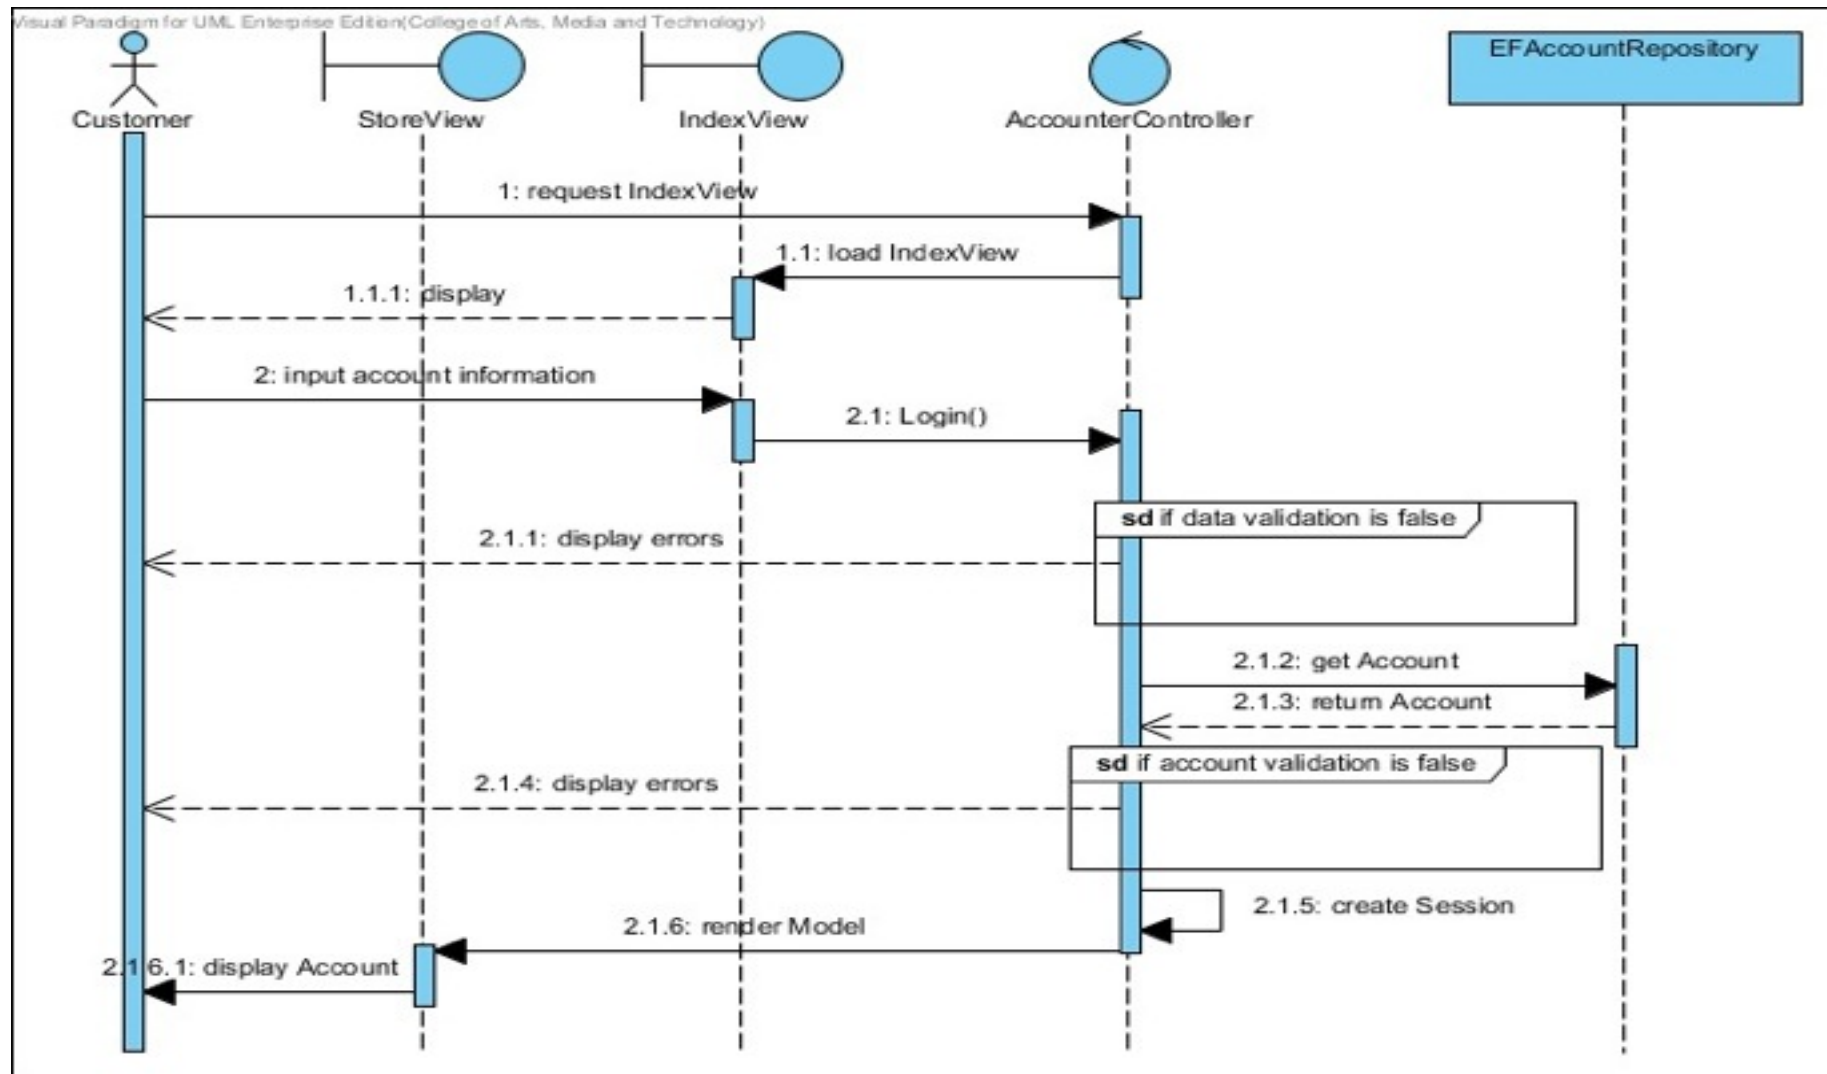 Visual Paradigm for UML Enterprise Edition(College of Arts, Media and Technology)
Customer
StoreView
IndexView
AccounterController
EFAccountRepository
1: request IndexView
1.1: load IndexView
1.1.1: display
2: input account information
2.1: Login()
sd if data validation is false
2.1.1: display errors
2.1.2: get Account
2.1.3: return Account
sd if account validation is false
2.1.4: display errors
2.1.5: create Session
2.1.6: render Model
2.1.6.1: display Account